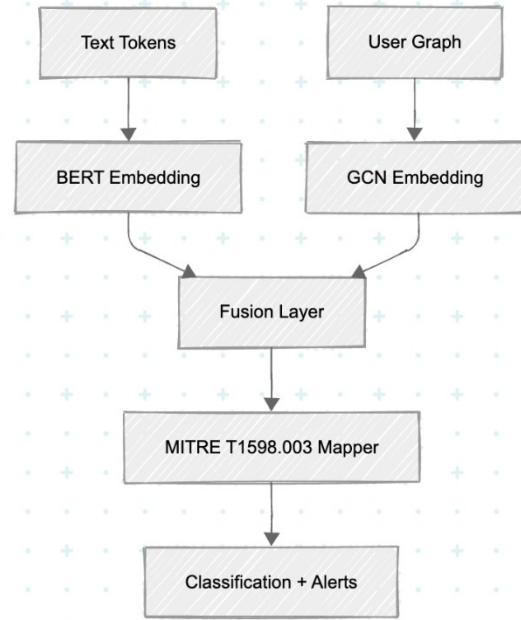 Text Tokens
User Graph
BERT Embedding
GCN Embedding
Fusion Layer
MITRE T1598.003 Mapper
Classification + Alerts